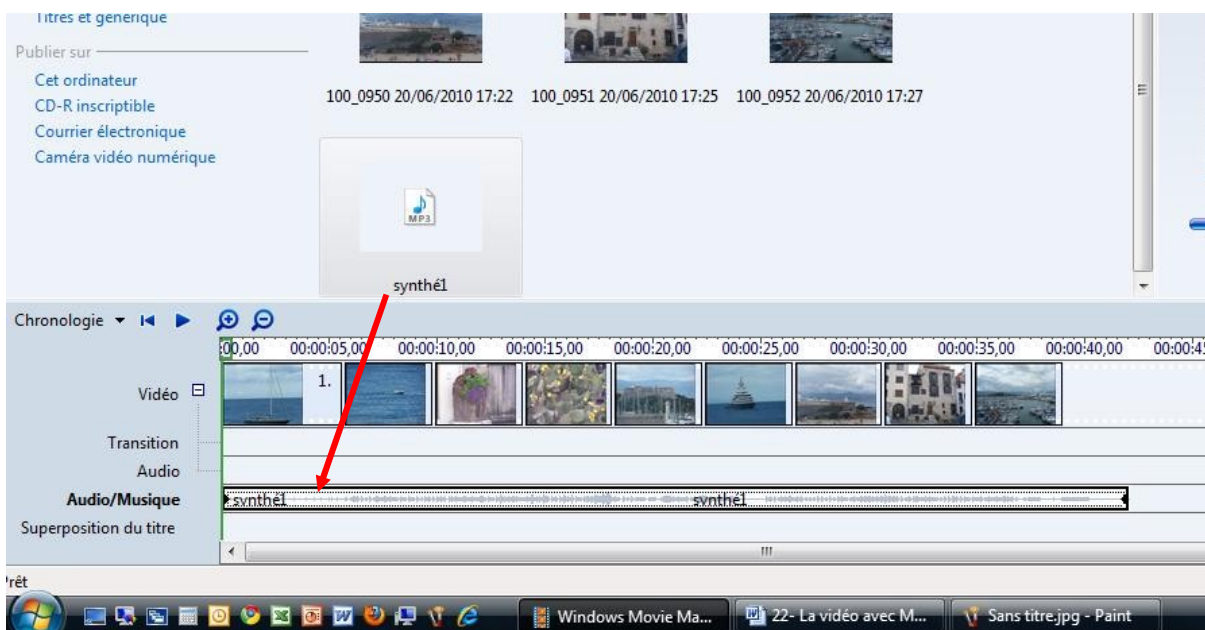 Titres et générique
Publier sur
Cet ordinateur
CD-R inscriptible
Courrier électronique
Caméra vidéo numérique
100_0950 20/06/2010 17:22
100_0951 20/06/2010 17:25
100_0952 20/06/2010 17:27
MP3
synthé1
Chronologie
:00,00 00:00:05,00 00:00:10,00 00:00:15,00 00:00:20,00 00:00:25,00 00:00:30,00 00:00:35,00 00:00:40,00 00:00:4
Vidéo 1.
Transition
Audio
Audio/Musique synthé1 synthé1
Superposition du titre
rêt
Windows Movie Ma... 22- La vidéo avec M... Sans titre.jpg - Paint